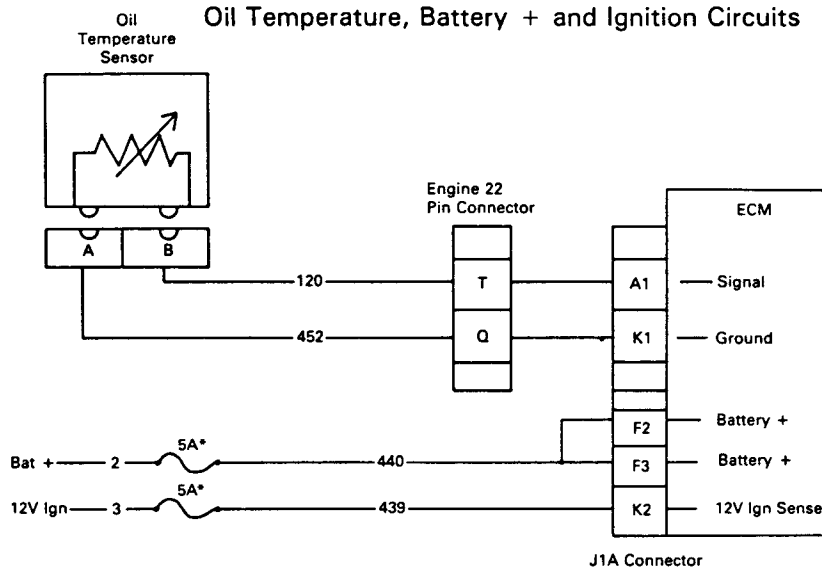 Oil Temperature, Battery + and Ignition Circuits
Oil
Temperature
Sensor
Engine 22
Pin Connector
ECM
A B
120 T A1 Signal
452 Q K1 Ground
F2 Battery +
Bat + 2 5A* 440 F3 Battery +
12V Ign 3 5A* 439 K2 12V Ign Sense
J1A Connector